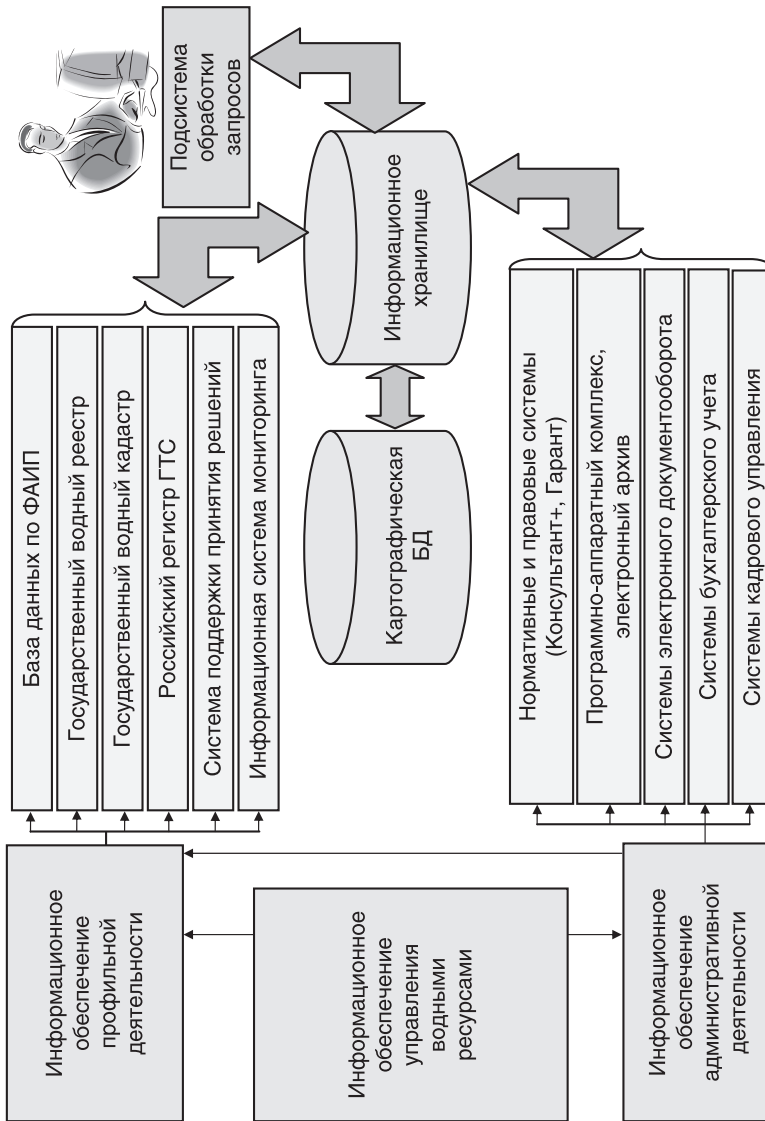 Информационное
обеспечение
профильной
деятельности
База данных по ФАИП
Государственный водный реестр
Государственный водный кадастр
Российский регистр ГТС
Система поддержки принятия решений
Информационная система мониторинга
Подсистема
обработки
запросов
Информационное
обеспечение
управления
водными
ресурсами
Картографическая
БД
Информационное
хранилище
Информационное
обеспечение
административной
деятельности
Нормативные и правовые системы
(Консультант+, Гарант)
Программно-аппаратный комплекс,
электронный архив
Системы электронного документооборота
Системы бухгалтерского учета
Системы кадрового управления